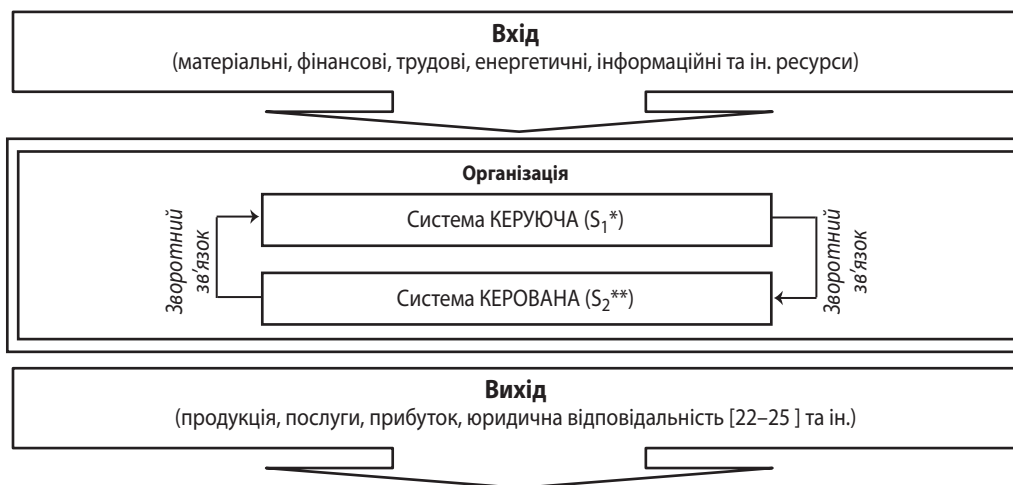 Вхід
(матеріальні, фінансові, трудові, енергетичні, інформаційні та ін. ресурси)
Організація
Зворотний
зв'язок
Система КЕРУЮЧА (S₁*)
Система КЕРОВАНА (S₂**)
Зворотний
зв'язок
Вихід
(продукція, послуги, прибуток, юридична відповідальність [22–25 ] та ін.)